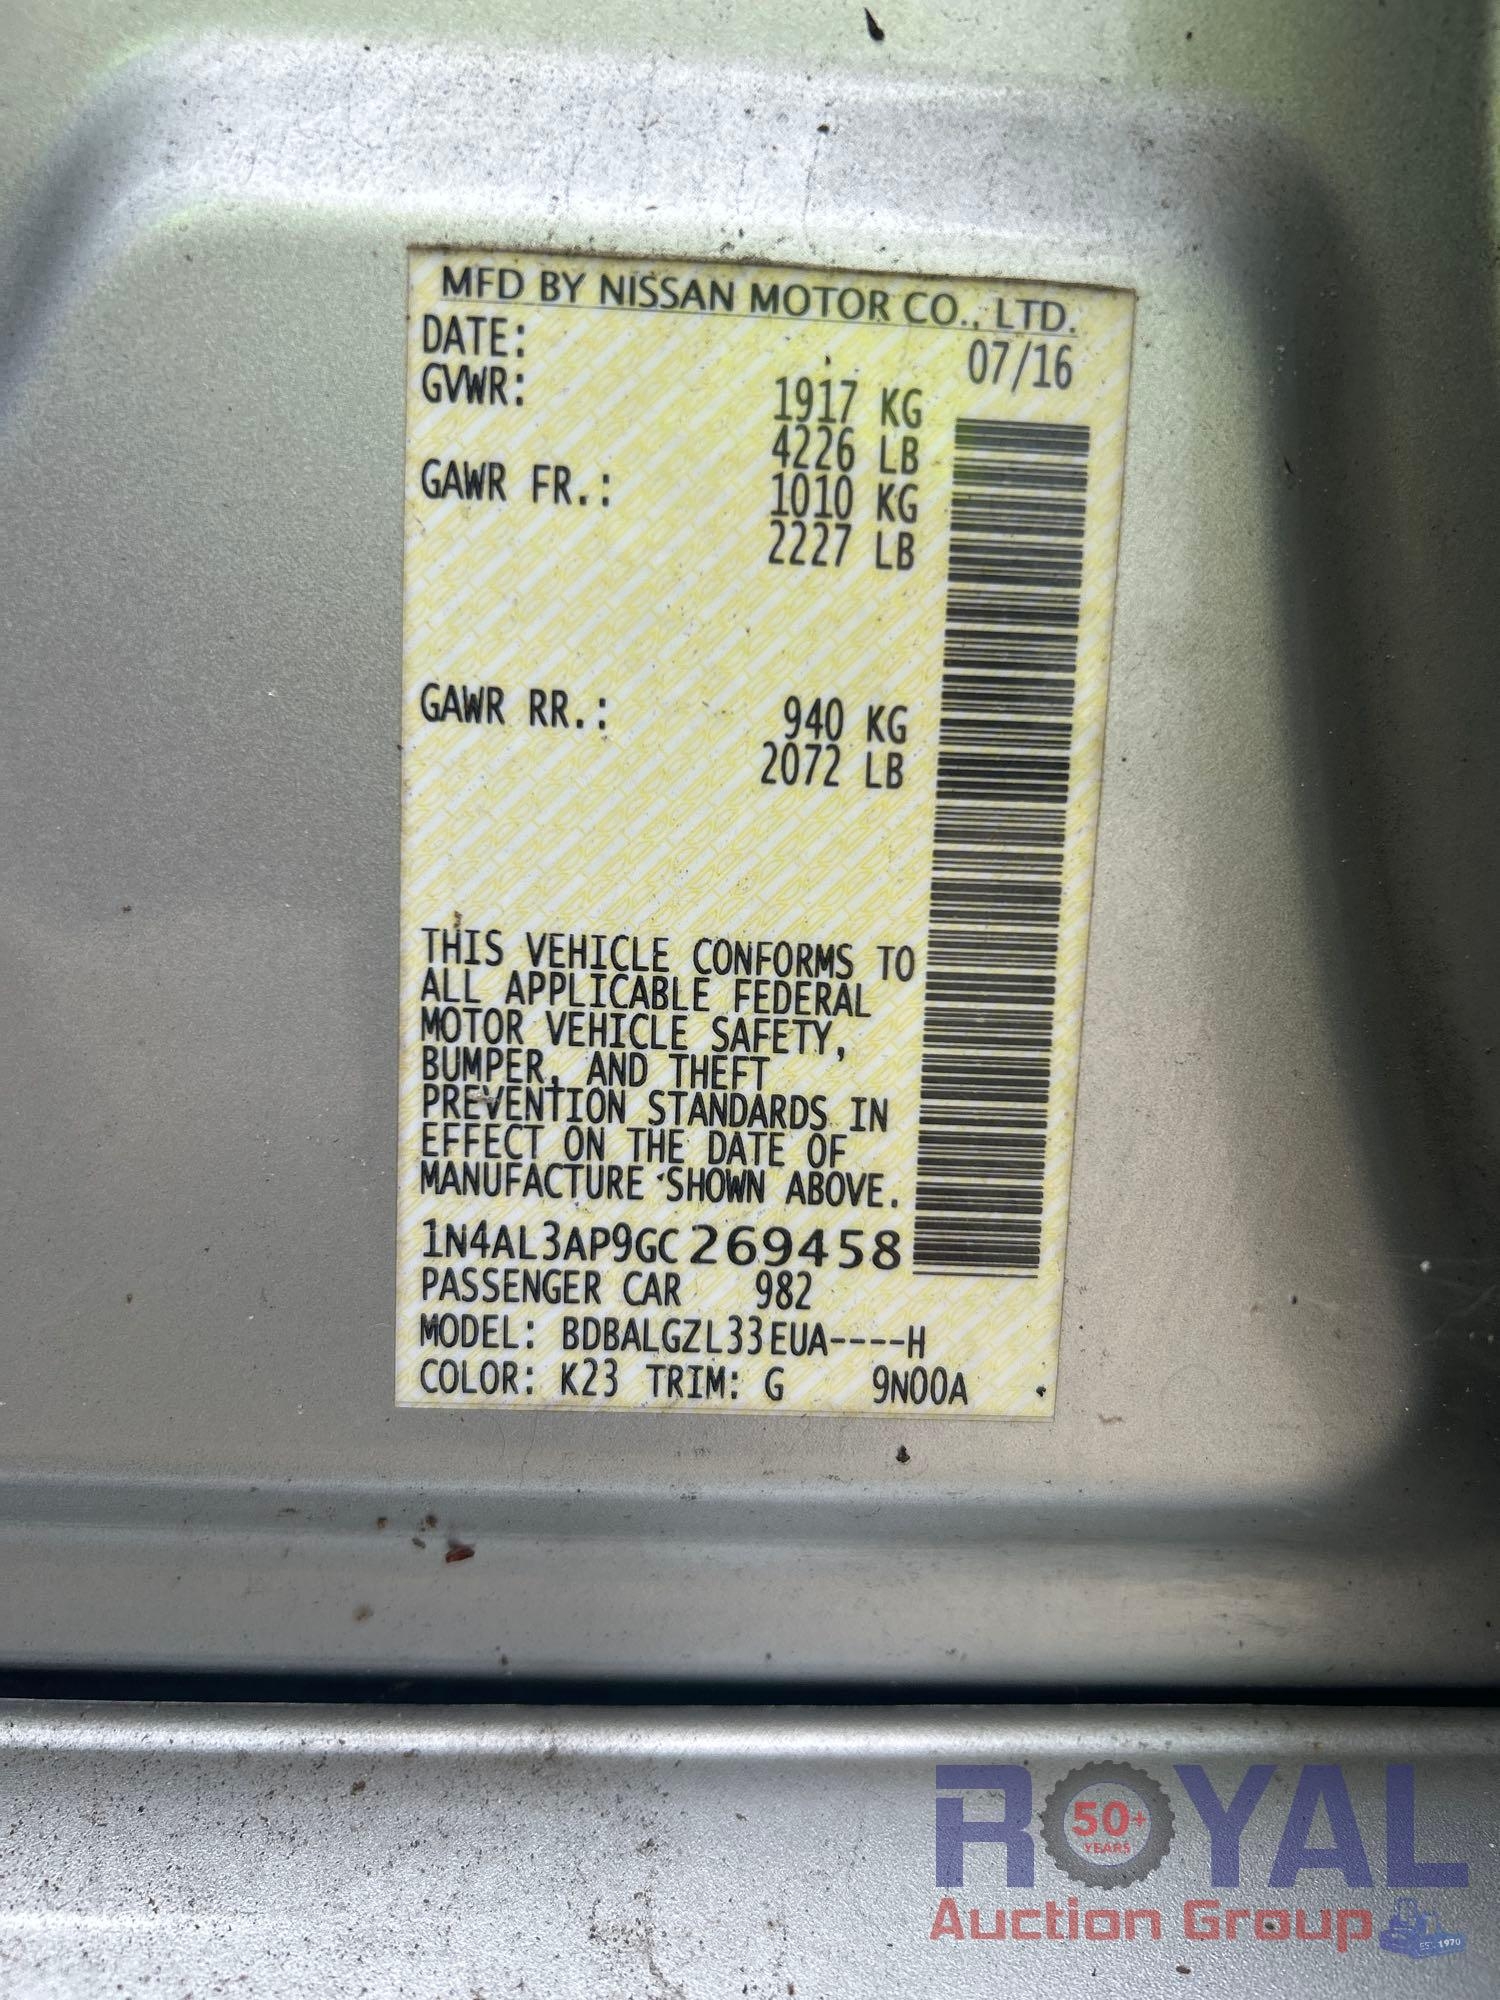 MFD BY NISSAN MOTOR CO., LTD.
DATE: 07/16
GVWR: 1917 KG
4226 LB
GAWR FR.: 1010 KG
2227 LB
GAWR RR.: 940 KG
2072 LB
THIS VEHICLE CONFORMS TO
ALL APPLICABLE FEDERAL
MOTOR VEHICLE SAFETY,
BUMPER, AND THEFT
PREVENTION STANDARDS IN
EFFECT ON THE DATE OF
MANUFACTURE SHOWN ABOVE.
1N4AL3AP9GC269458
PASSENGER CAR 982
MODEL: BDBALGZL33EUA----H
COLOR: K23 TRIM: G 9N00A
ROYAL
50+
YEARS
Auction Group
EST. 1970